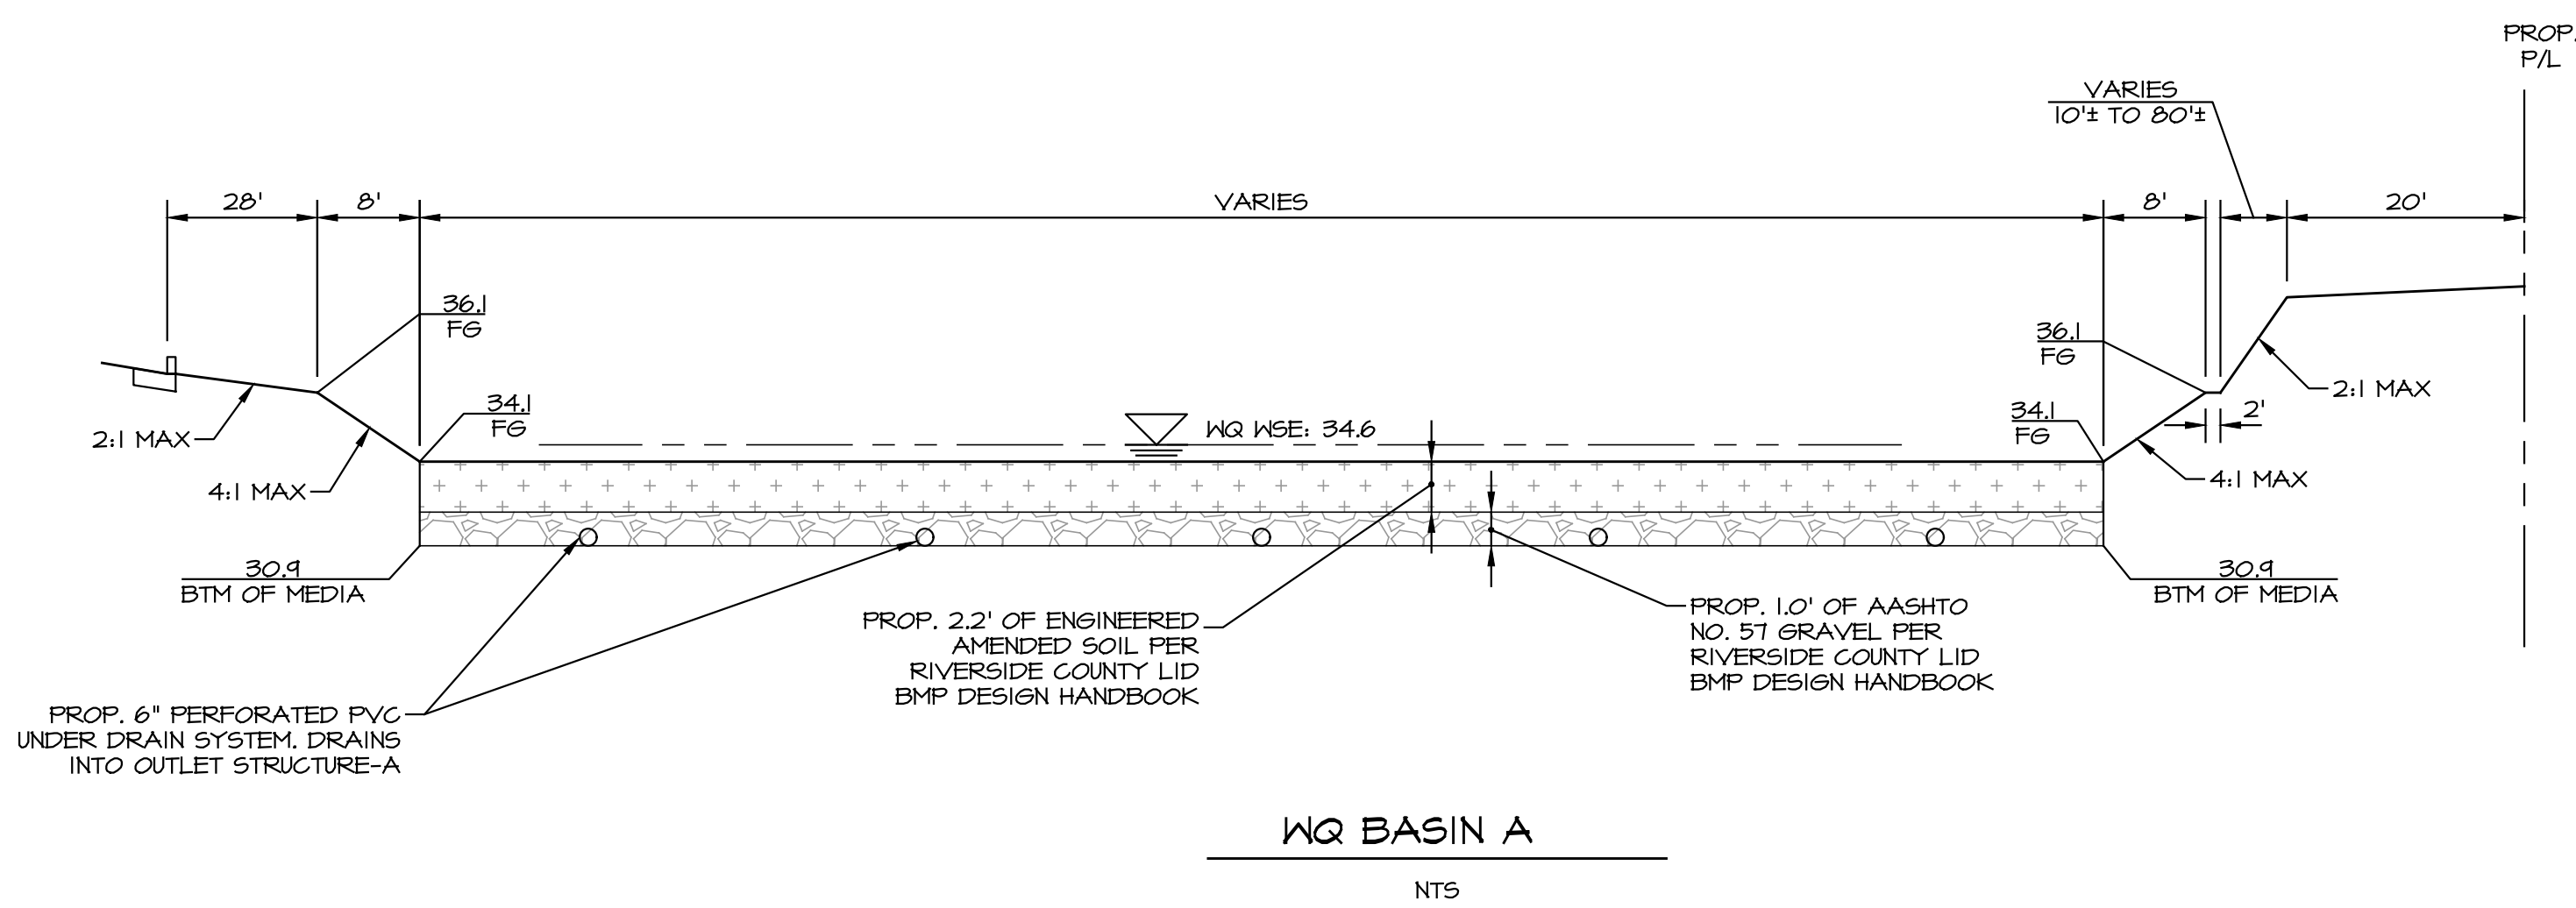 PROP.
P/L
VARIES
10'± TO 80'±
28'
8'
VARIES
8'
20'
36.1
FG
36.1
FG
2:1 MAX
34.1
FG
WQ WSE: 34.6
34.1
FG
2'
2:1 MAX
4:1 MAX
4:1 MAX
30.9
BTM OF MEDIA
30.9
BTM OF MEDIA
PROP. 2.2' OF ENGINEERED
AMENDED SOIL PER
RIVERSIDE COUNTY LID
BMP DESIGN HANDBOOK
PROP. 1.0' OF AASHTO
NO. 57 GRAVEL PER
RIVERSIDE COUNTY LID
BMP DESIGN HANDBOOK
PROP. 6" PERFORATED PVC
UNDER DRAIN SYSTEM. DRAINS
INTO OUTLET STRUCTURE-A
WQ BASIN A
NTS